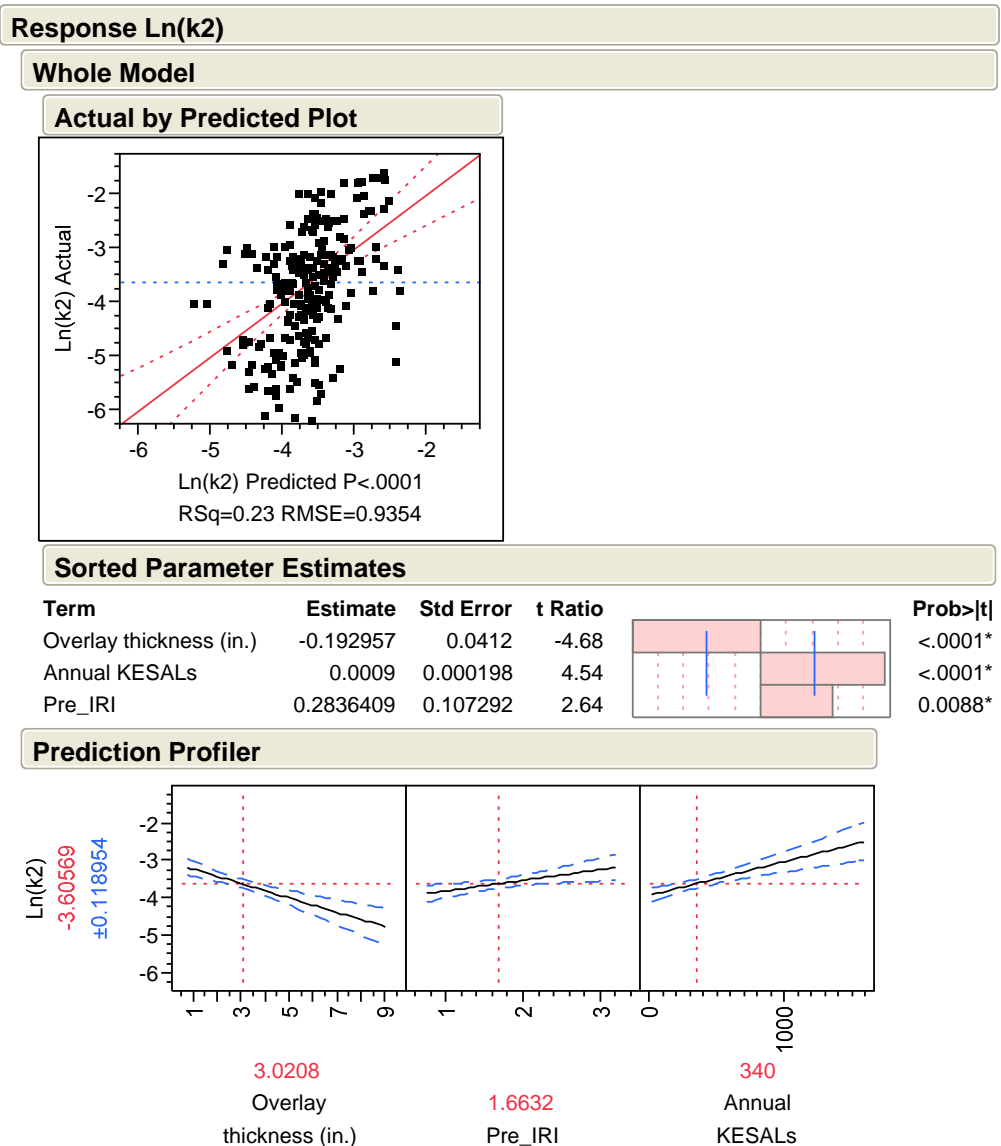 Response Ln(k2)
Whole Model
Actual by Predicted Plot
Ln(k2) Actual
-2
-3
-4
-5
-6
-6 -5 -4 -3 -2
Ln(k2) Predicted P<.0001
RSq=0.23 RMSE=0.9354
Sorted Parameter Estimates
Term Estimate Std Error t Ratio Prob>|t|
Overlay thickness (in.) -0.192957 0.0412 -4.68 <.0001*
Annual KESALs 0.0009 0.000198 4.54 <.0001*
Pre_IRI 0.2836409 0.107292 2.64 0.0088*
Prediction Profiler
Ln(k2)
-3.60569
±0.118954
-2
-3
-4
-5
-6
1 3 5 7 9 1 2 3 0 1000
3.0208 1.6632 340
Overlay Annual
thickness (in.) Pre_IRI KESALs